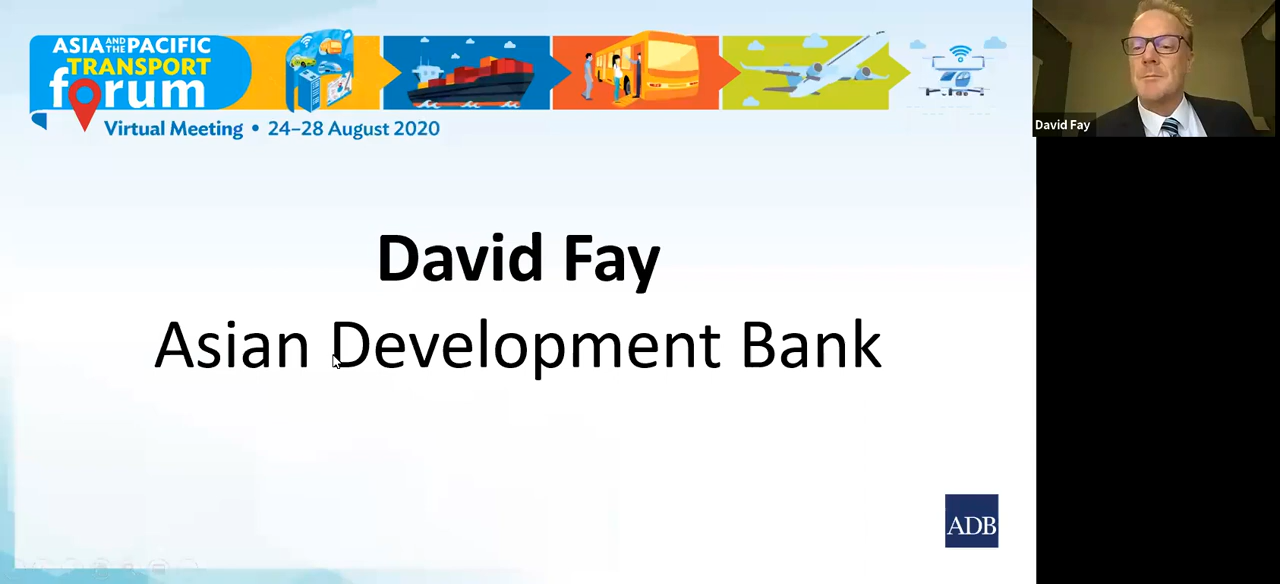 ASIA AND THE PACIFIC
TRANSPORT
forum
Virtual Meeting • 24–28 August 2020
David Fay
David Fay
Asian Development Bank
ADB